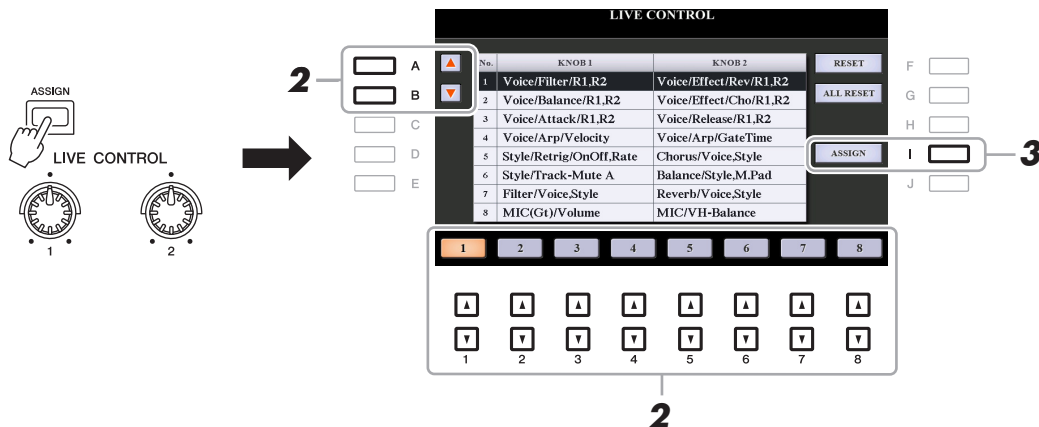 LIVE CONTROL
ASSIGN
LIVE CONTROL
1 2
2
A
B
C
D
E
No. KNOB 1 KNOB 2
1 Voice/Filter/R1,R2 Voice/Effect/Rev/R1,R2
2 Voice/Balance/R1,R2 Voice/Effect/Cho/R1,R2
3 Voice/Attack/R1,R2 Voice/Release/R1,R2
4 Voice/Arp/Velocity Voice/Arp/GateTime
5 Style/Retrig/OnOff,Rate Chorus/Voice,Style
6 Style/Track-Mute A Balance/Style,M.Pad
7 Filter/Voice,Style Reverb/Voice,Style
8 MIC(Gt)/Volume MIC/VH-Balance
RESET
ALL RESET
ASSIGN
F
G
H
I
J
3
1 2 3 4 5 6 7 8
1 2 3 4 5 6 7 8
2